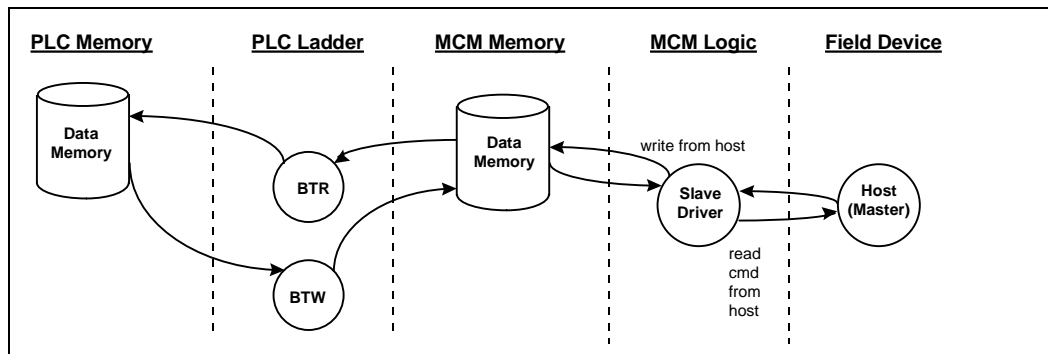 PLC Memory
PLC Ladder
MCM Memory
MCM Logic
Field Device
Data
Memory
BTR
BTW
Data
Memory
write from host
Slave
Driver
Host
(Master)
read
cmd
from
host